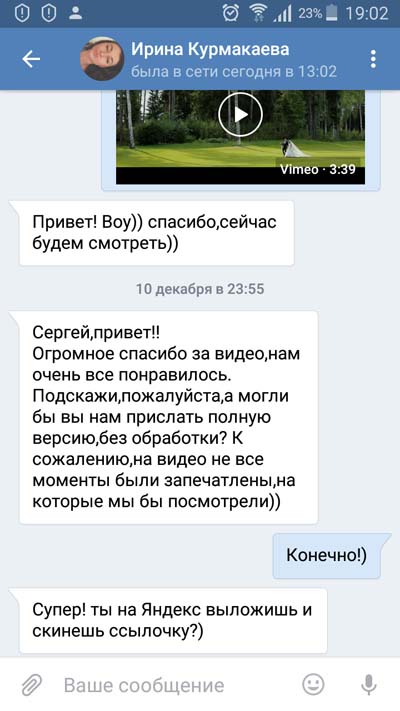 23% 19:02
Ирина Курмакаева
была в сети сегодня в 13:02
Vimeo · 3:39
Привет! Воу)) спасибо,сейчас
будем смотреть))
10 декабря в 23:55
Сергей,привет!!
Огромное спасибо за видео,нам
очень все понравилось.
Подскажи,пожалуйста,а могли
бы вы нам прислать полную
версию,без обработки? К
сожалению,на видео не все
моменты были запечатлены,на
которые мы бы посмотрели))
Конечно!)
Супер! ты на Яндекс выложишь и
скинешь ссылочку?)
Ваше сообщение